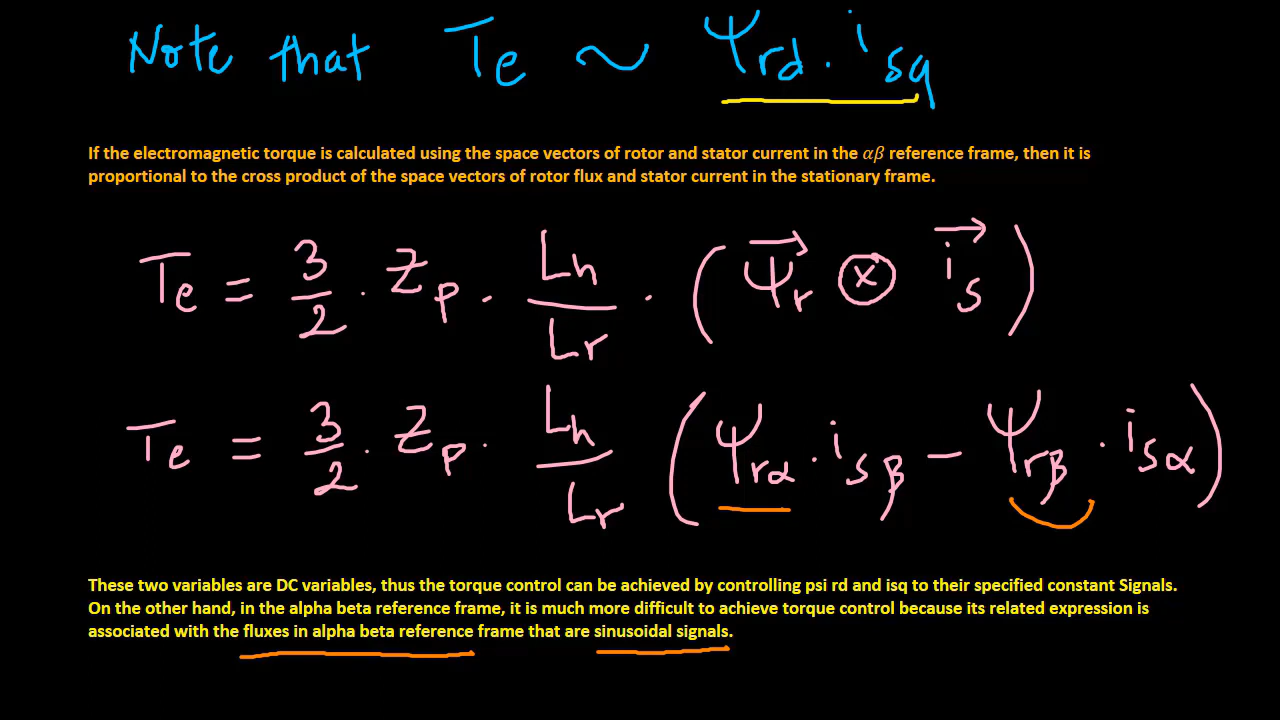 Note that Te ~ Ψrd · isq
If the electromagnetic torque is calculated using the space vectors of rotor and stator current in the 𝛼𝛽 reference frame, then it is
proportional to the cross product of the space vectors of rotor flux and stator current in the stationary frame.
Te = 3/2 · Zp · Lh/Lr · (Ψ⃗r ⊗ i⃗s)
Te = 3/2 · Zp · Lh/Lr (Ψrα · isβ − Ψrβ · isα)
These two variables are DC variables, thus the torque control can be achieved by controlling psi rd and isq to their specified constant Signals.
On the other hand, in the alpha beta reference frame, it is much more difficult to achieve torque control because its related expression is
associated with the fluxes in alpha beta reference frame that are sinusoidal signals.